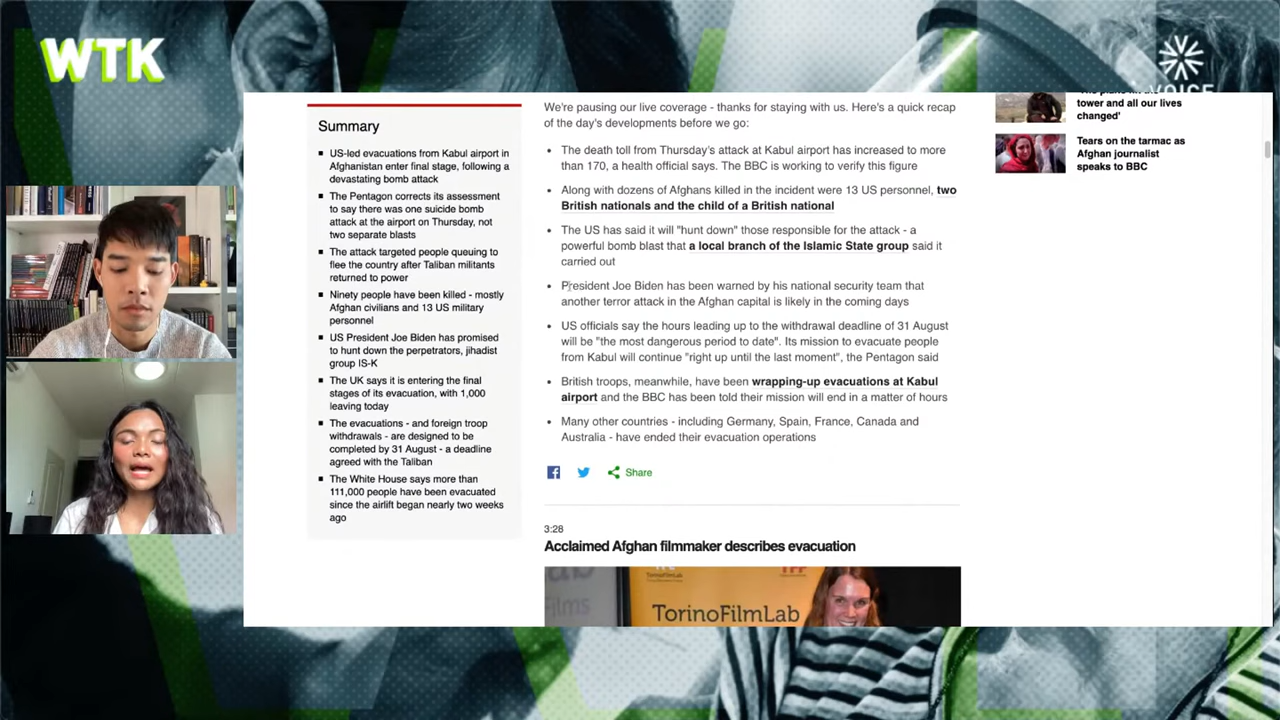 WTK
VOICE
Summary
US-led evacuations from Kabul airport in
Afghanistan enter final stage, following a
devastating bomb attack
The Pentagon corrects its assessment
to say there was one suicide bomb
attack at the airport on Thursday, not
two separate blasts
The attack targeted people queuing to
flee the country after Taliban militants
returned to power
Ninety people have been killed - mostly
Afghan civilians and 13 US military
personnel
US President Joe Biden has promised
to hunt down the perpetrators, jihadist
group IS-K
The UK says it is entering the final
stages of its evacuation, with 1,000
leaving today
The evacuations - and foreign troop
withdrawals - are designed to be
completed by 31 August - a deadline
agreed with the Taliban
The White House says more than
111,000 people have been evacuated
since the airlift began nearly two weeks
ago
We're pausing our live coverage - thanks for staying with us. Here's a quick recap
of the day's developments before we go:
The death toll from Thursday's attack at Kabul airport has increased to more
than 170, a health official says. The BBC is working to verify this figure
Along with dozens of Afghans killed in the incident were 13 US personnel, two
British nationals and the child of a British national
The US has said it will "hunt down" those responsible for the attack - a
powerful bomb blast that a local branch of the Islamic State group said it
carried out
President Joe Biden has been warned by his national security team that
another terror attack in the Afghan capital is likely in the coming days
US officials say the hours leading up to the withdrawal deadline of 31 August
will be "the most dangerous period to date". Its mission to evacuate people
from Kabul will continue "right up until the last moment", the Pentagon said
British troops, meanwhile, have been wrapping-up evacuations at Kabul
airport and the BBC has been told their mission will end in a matter of hours
Many other countries - including Germany, Spain, France, Canada and
Australia - have ended their evacuation operations
Share
3:28
Acclaimed Afghan filmmaker describes evacuation
TorinoFilmLab
Films
TorinoFilmLab
tower and all our lives
changed'
Tears on the tarmac as
Afghan journalist
speaks to BBC